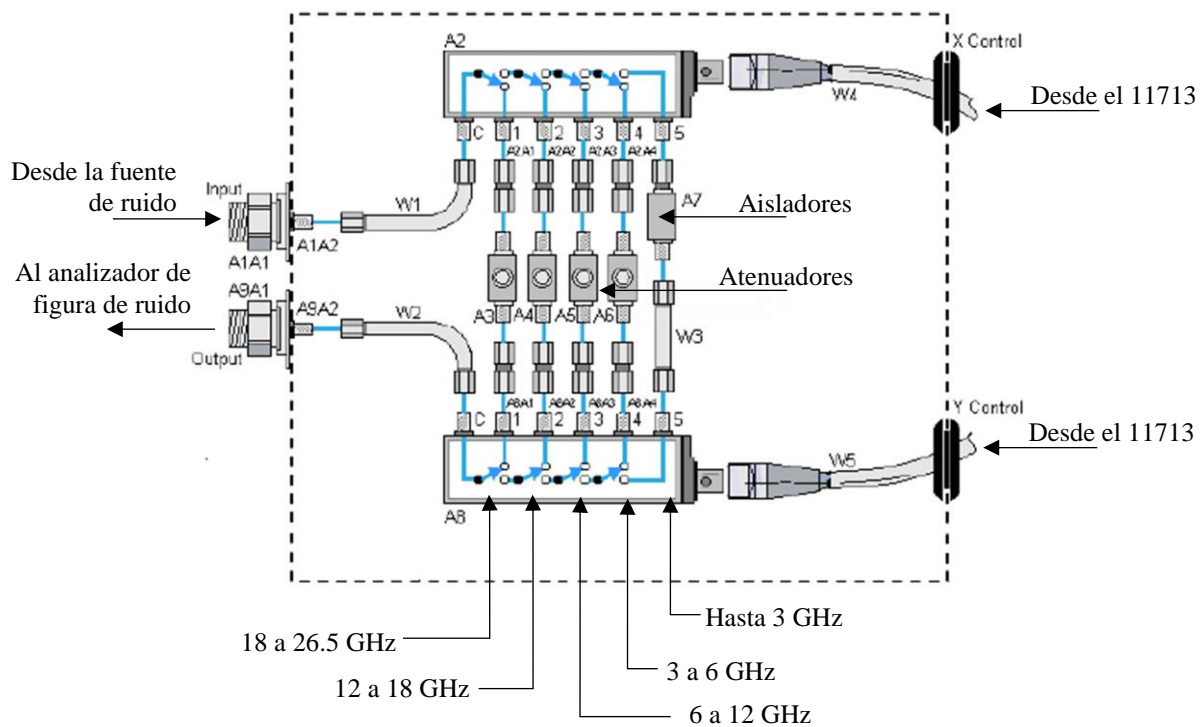 A2
X Control
W4
Desde el 11713
C 1 2 3 4 5
A2A1 A2A2 A2A3 A2A4
Desde la fuente
de ruido
Input
W1
A7
Aisladores
A1A2
A1A1
Al analizador de
figura de ruido
A9A1
A9A2
W2
Atenuadores
A3 A4 A5 A6
W3
Output
A8A1 A8A2 A8A3 A8A4
C 1 2 3 4 5
Y Control
Desde el 11713
W5
A8
Hasta 3 GHz
18 a 26.5 GHz
3 a 6 GHz
12 a 18 GHz
6 a 12 GHz